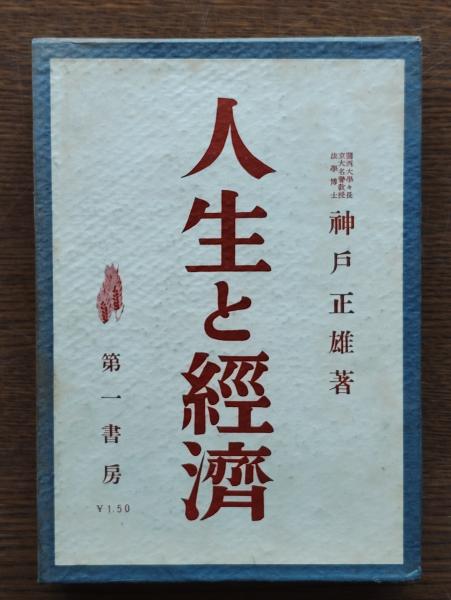 關西大學々長
京大名譽教授
法學博士
神戶正雄著
人生と經濟
第一書房
¥1.50